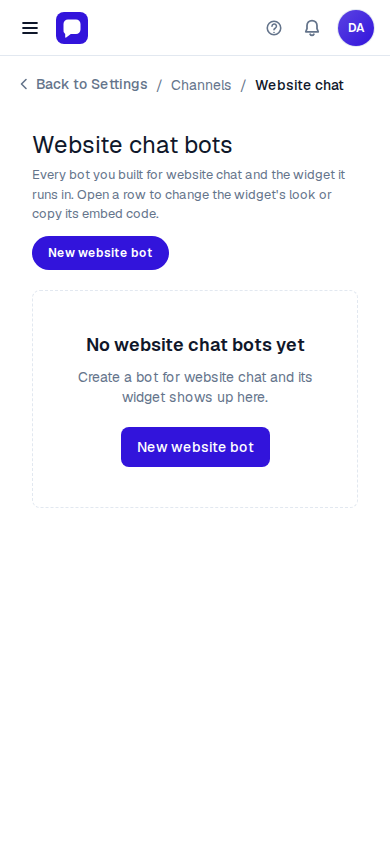 DA
Back to Settings / Channels / Website chat
Website chat bots
Every bot you built for website chat and the widget it
runs in. Open a row to change the widget's look or
copy its embed code.
New website bot
No website chat bots yet
Create a bot for website chat and its
widget shows up here.
New website bot